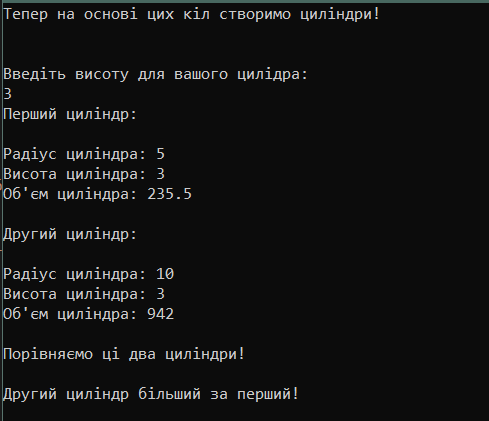 Тепер на основі цих кіл створимо циліндри!
Введіть висоту для вашого цилідра:
3
Перший циліндр:
Радіус циліндра: 5
Висота циліндра: 3
Об'єм циліндра: 235.5
Другий циліндр:
Радіус циліндра: 10
Висота циліндра: 3
Об'єм циліндра: 942
Порівняємо ці два циліндри!
Другий циліндр більший за перший!